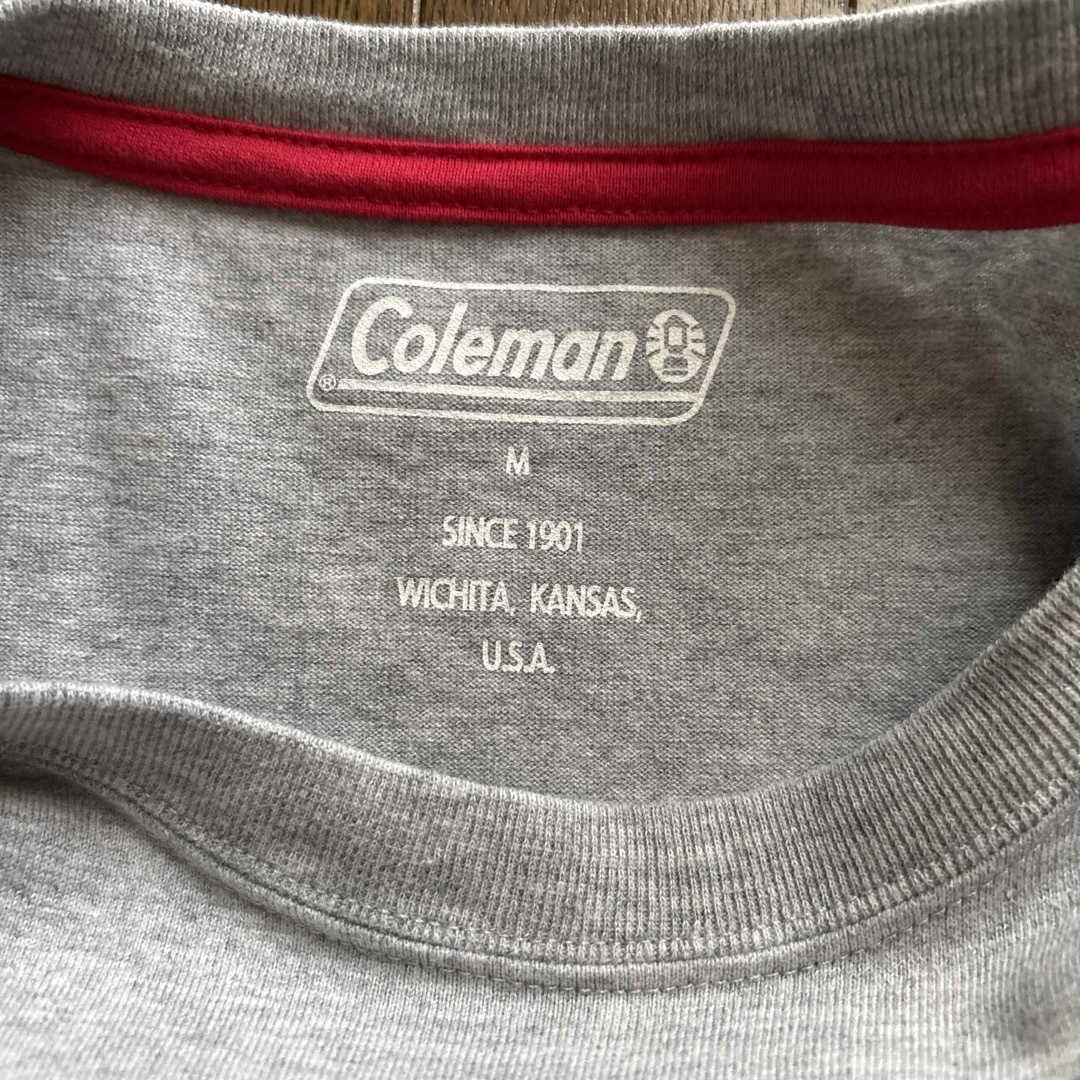 Coleman
®
M
SINCE 1901
WICHITA, KANSAS,
U.S.A.